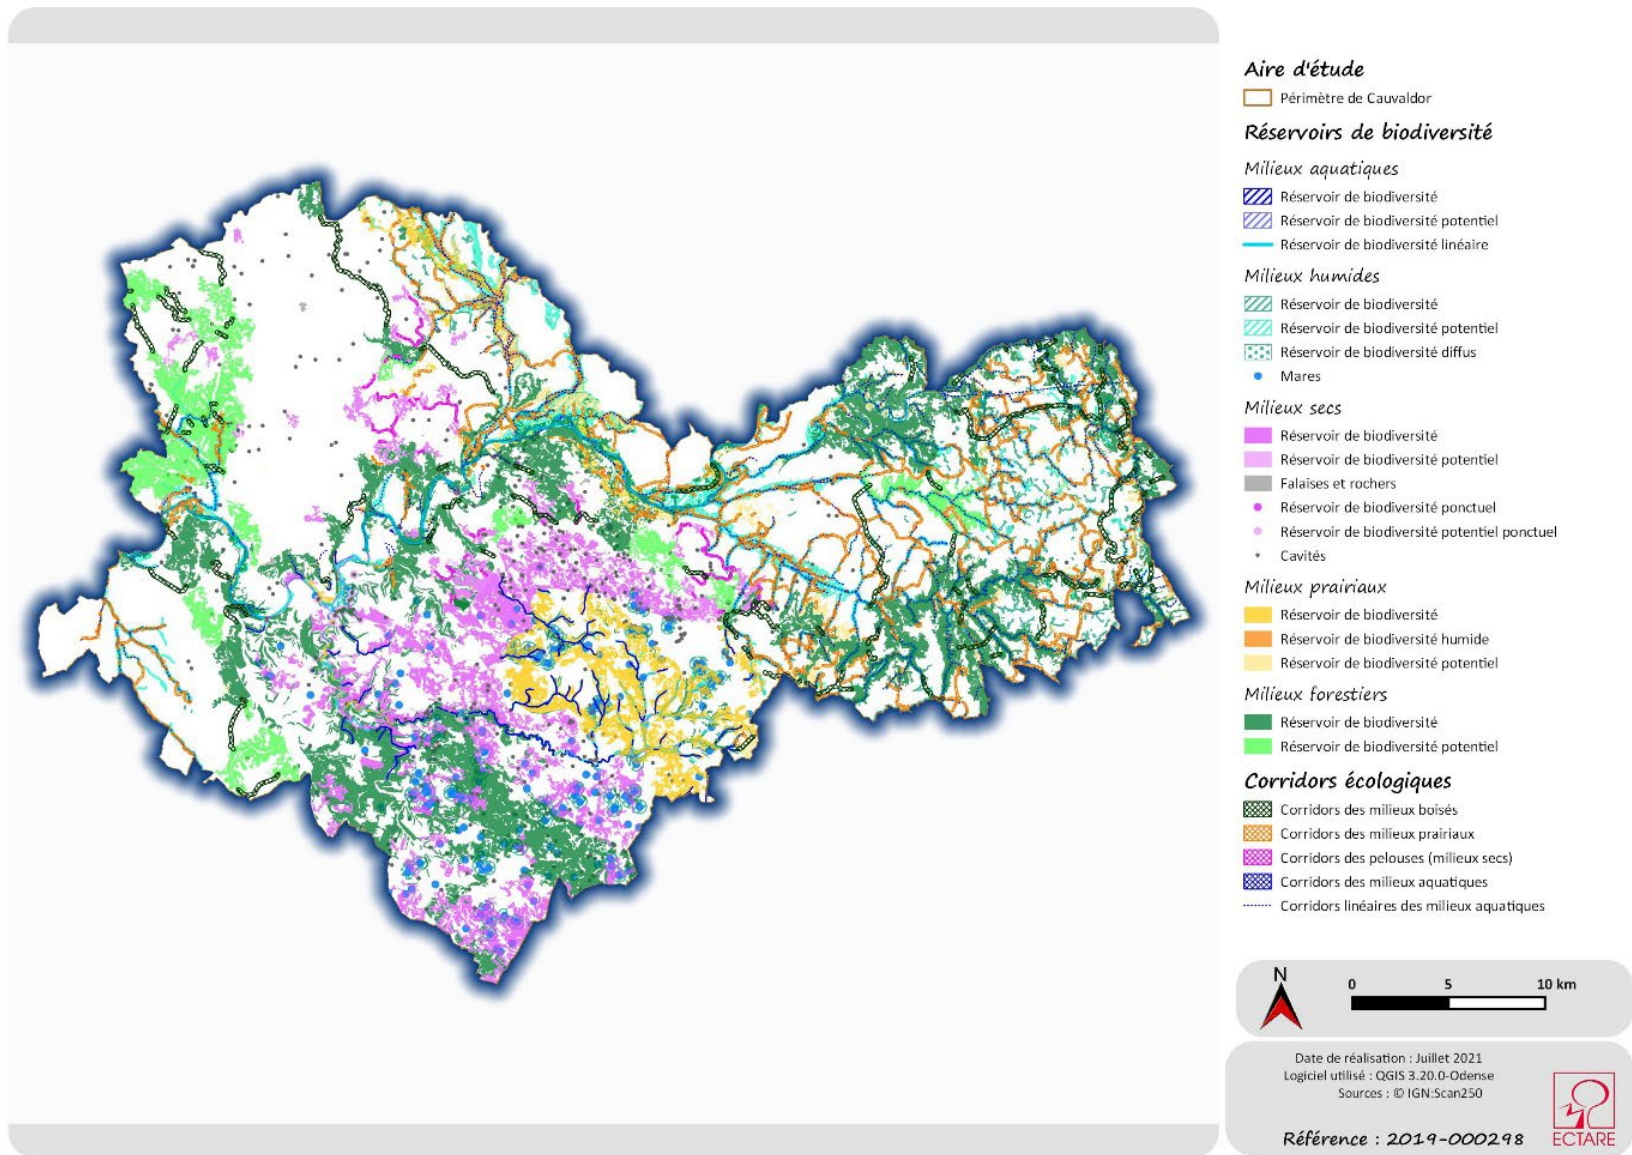 Aire d'étude
Périmètre de Cauvaldor
Réservoirs de biodiversité
Milieux aquatiques
Réservoir de biodiversité
Réservoir de biodiversité potentiel
Réservoir de biodiversité linéaire
Milieux humides
Réservoir de biodiversité
Réservoir de biodiversité potentiel
Réservoir de biodiversité diffus
Mares
Milieux secs
Réservoir de biodiversité
Réservoir de biodiversité potentiel
Falaises et rochers
Réservoir de biodiversité ponctuel
Réservoir de biodiversité potentiel ponctuel
Cavités
Milieux prairiaux
Réservoir de biodiversité
Réservoir de biodiversité humide
Réservoir de biodiversité potentiel
Milieux forestiers
Réservoir de biodiversité
Réservoir de biodiversité potentiel
Corridors écologiques
Corridors des milieux boisés
Corridors des milieux prairiaux
Corridors des pelouses (milieux secs)
Corridors des milieux aquatiques
Corridors linéaires des milieux aquatiques
N
0 5 10 km
Date de réalisation : Juillet 2021
Logiciel utilisé : QGIS 3.20.0-Odense
Sources : © IGN:Scan250
Référence : 2019-000298
ECTARE